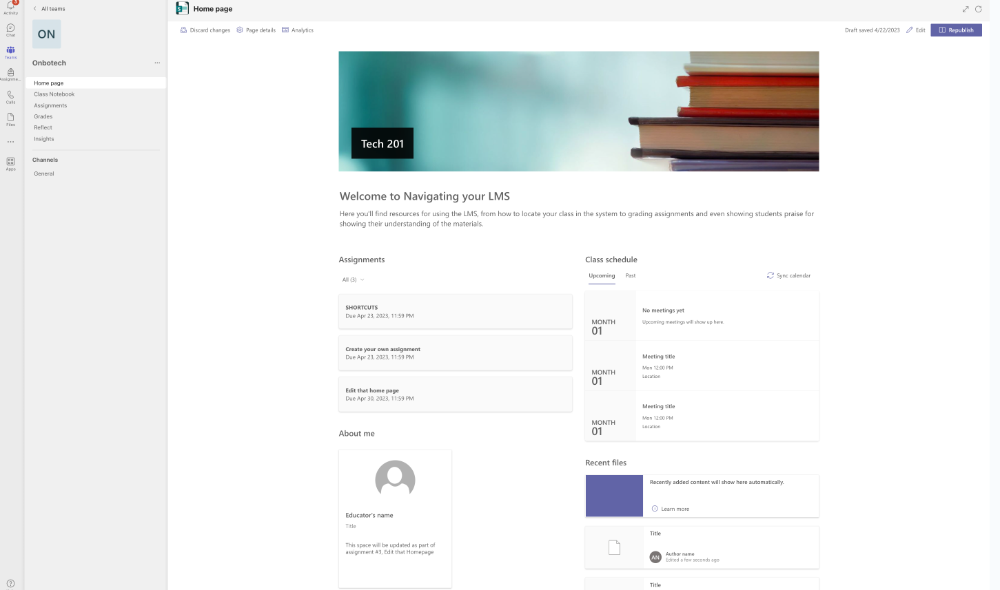 3
Activity
Chat
Teams
Assignme...
Calls
Files
Apps
All teams
ON
Onbotech
Home page
Class Notebook
Assignments
Grades
Reflect
Insights
Channels
General
Home page
Discard changes
Page details
Analytics
Draft saved 4/22/2023
Edit
Republish
Tech 201
Welcome to Navigating your LMS
Here you'll find resources for using the LMS, from how to locate your class in the system to grading assignments and even showing students praise for
showing their understanding of the materials.
Assignments
All (3)
SHORTCUTS
Due Apr 23, 2023, 11:59 PM
Create your own assignment
Due Apr 23, 2023, 11:59 PM
Edit that home page
Due Apr 30, 2023, 11:59 PM
About me
Educator's name
Title
This space will be updated as part of
assignment #3, Edit that Homepage
Class schedule
Upcoming
Past
Sync calendar
MONTH
01
No meetings yet
Upcoming meetings will show up here.
MONTH
01
Meeting title
Mon 12:00 PM
Location
MONTH
01
Meeting title
Mon 12:00 PM
Location
Recent files
Recently added content will show here automatically.
Learn more
Title
AN
Author name
Edited a few seconds ago
Title